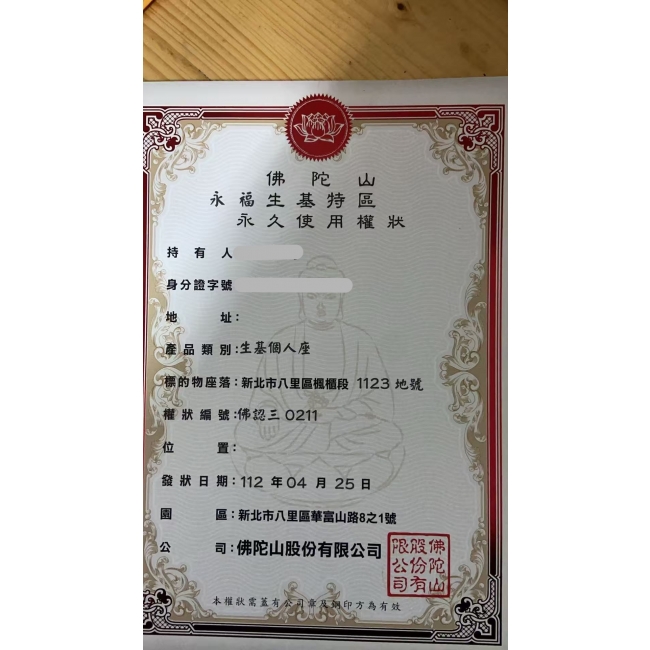 佛陀山
永福生基特區
永久使用權狀
持有人
身分證字號
地址：
產品類別：生基個人座
標的物座落：新北市八里區楓櫃段 1123 地號
權狀編號：佛認三 0211
位置：
發狀日期：112 年 04 月 25 日
園區：新北市八里區華富山路8之1號
公司：佛陀山股份有限公司
佛陀山股份有限公司
本權狀需蓋有公司章及鋼印方為有效